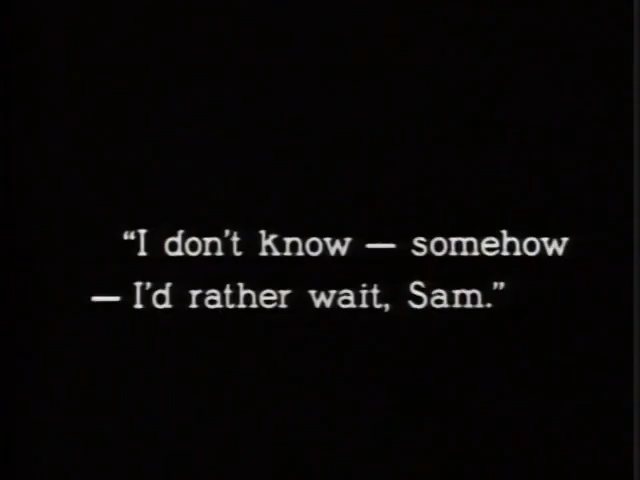 “I don't know — somehow
— I'd rather wait, Sam.”